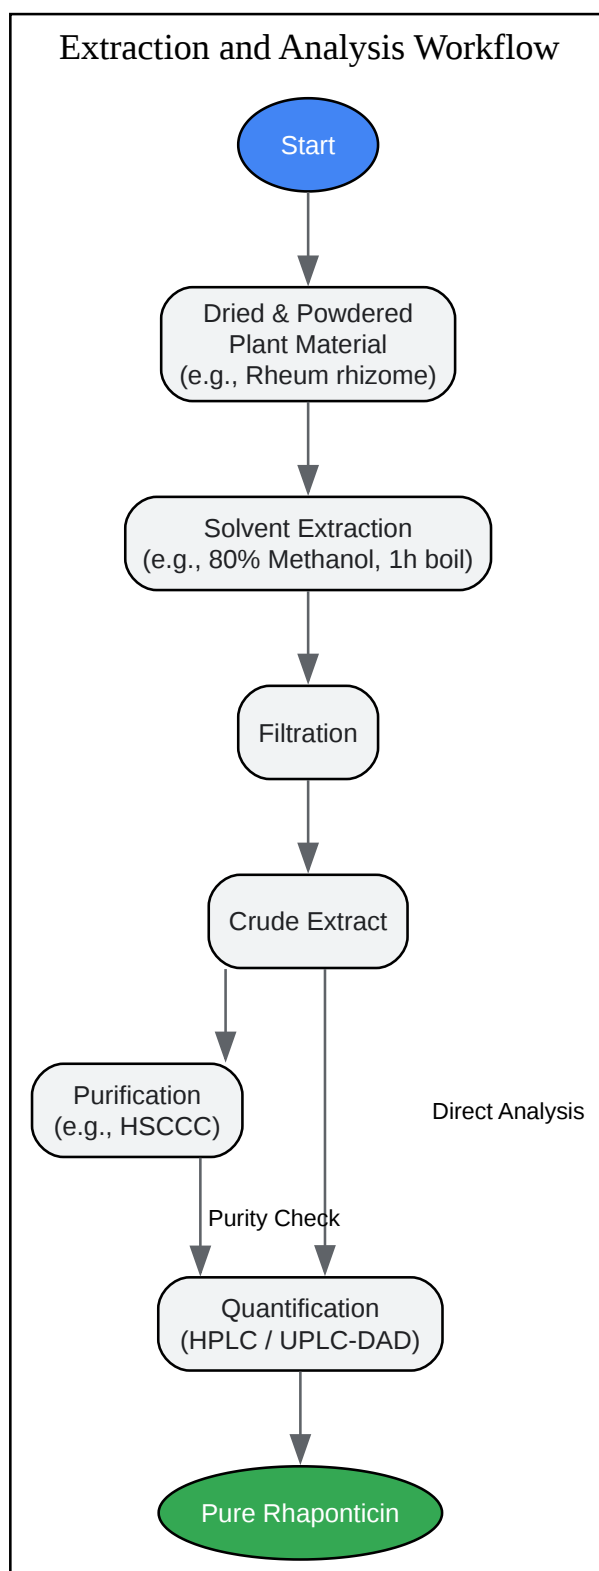 Extraction and Analysis Workflow
Start
Dried & Powdered
Plant Material
(e.g., Rheum rhizome)
Solvent Extraction
(e.g., 80% Methanol, 1h boil)
Filtration
Crude Extract
Purification
(e.g., HSCCC)
Direct Analysis
Purity Check
Quantification
(HPLC / UPLC-DAD)
Pure Rhaponticin